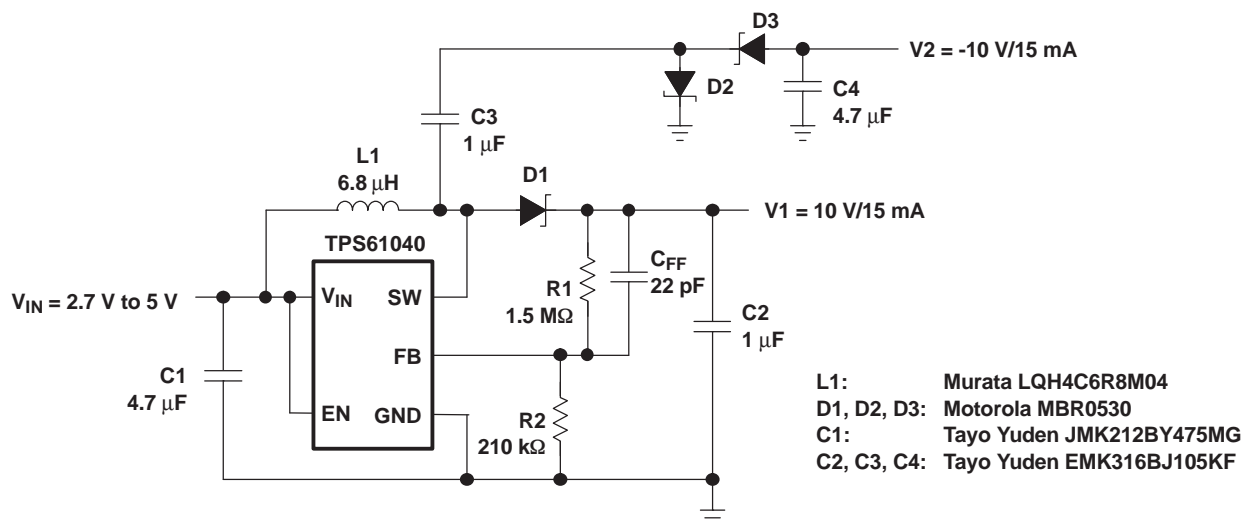 D3
V2 = -10 V/15 mA
D2
C4
4.7 μF
C3
1 μF
L1
6.8 μH
D1
V1 = 10 V/15 mA
TPS61040
VIN = 2.7 V to 5 V
VIN
SW
R1
1.5 MΩ
CFF
22 pF
C2
1 μF
FB
C1
4.7 μF
EN
GND
R2
210 kΩ
L1: Murata LQH4C6R8M04
D1, D2, D3: Motorola MBR0530
C1: Tayo Yuden JMK212BY475MG
C2, C3, C4: Tayo Yuden EMK316BJ105KF